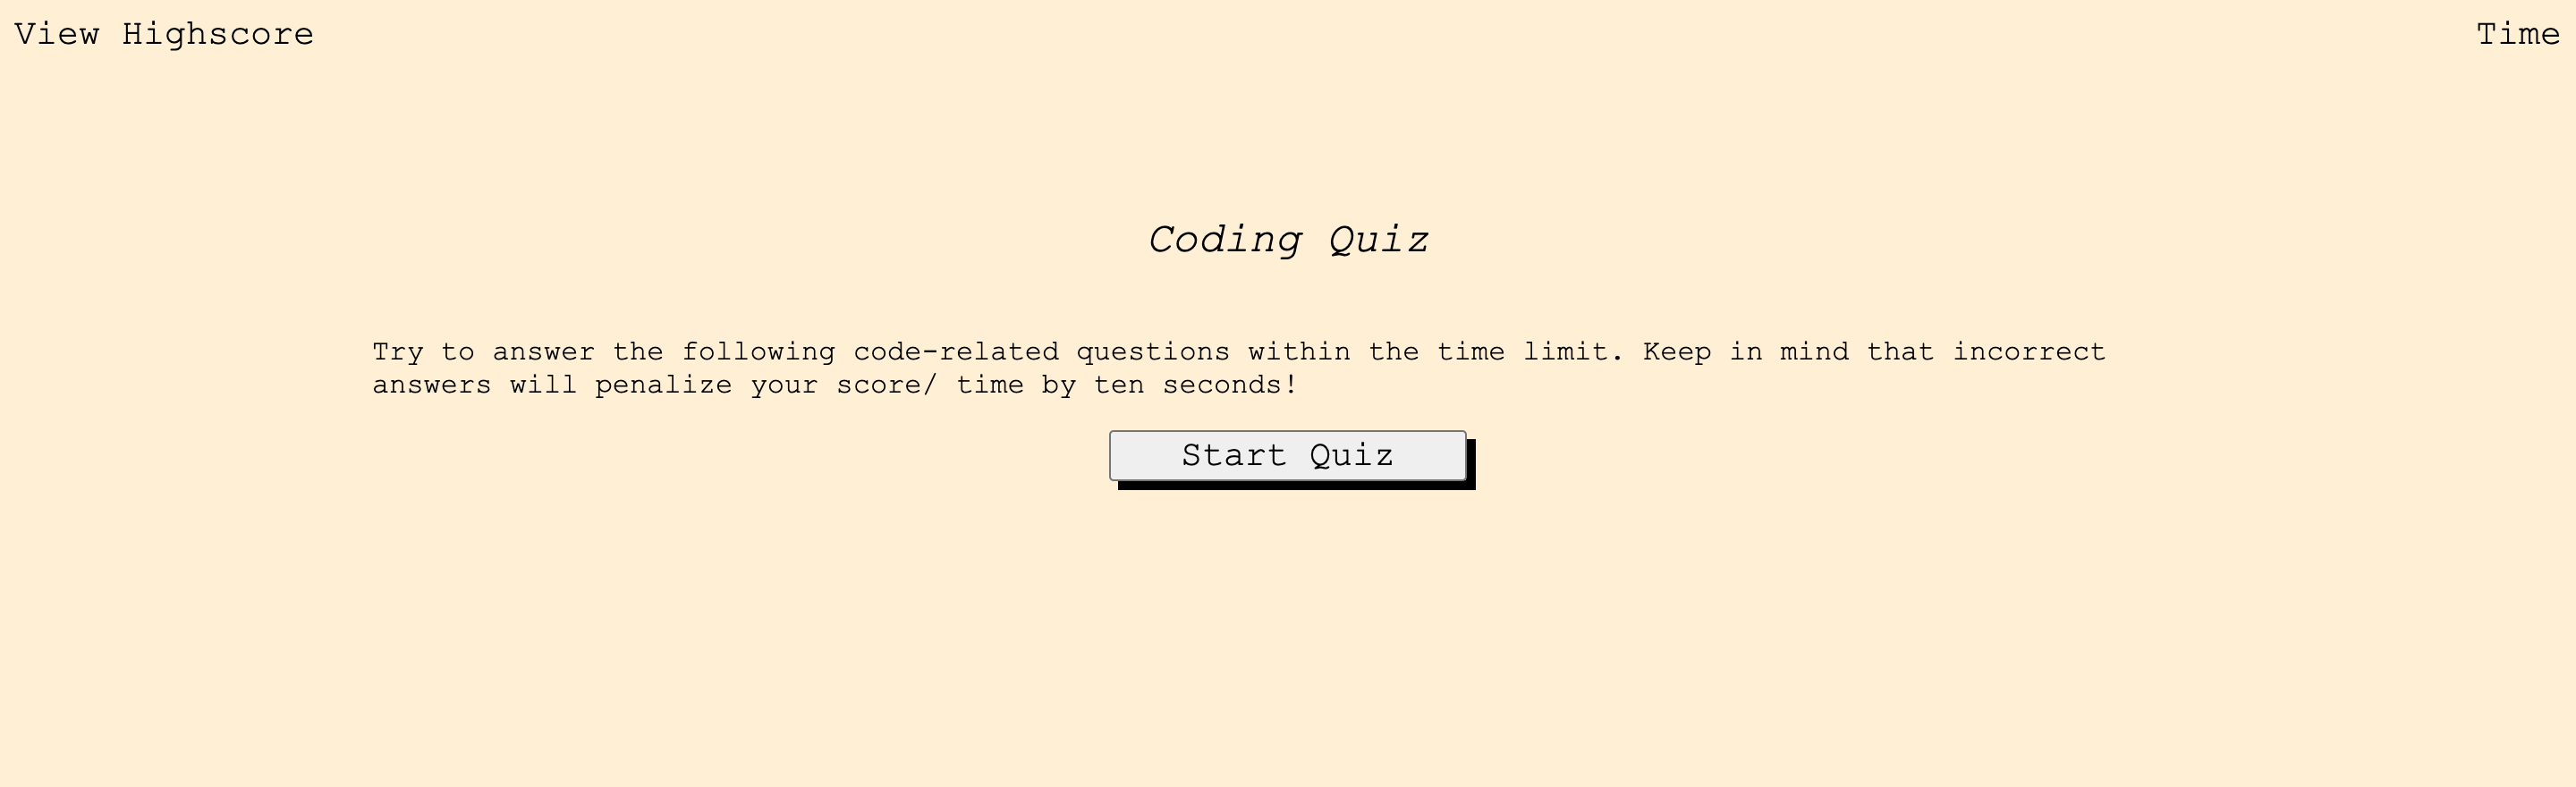 View Highscore
Time
Coding Quiz
Try to answer the following code-related questions within the time limit. Keep in mind that incorrect
answers will penalize your score/ time by ten seconds!
Start Quiz